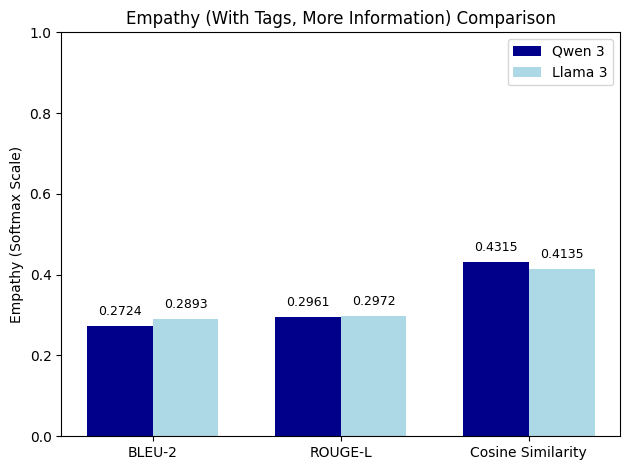 Empathy (With Tags, More Information) Comparison
Qwen 3
Llama 3
Empathy (Softmax Scale)
1.0
0.8
0.6
0.4
0.2
0.0
0.2724
0.2893
0.2961
0.2972
0.4315
0.4135
BLEU-2
ROUGE-L
Cosine Similarity